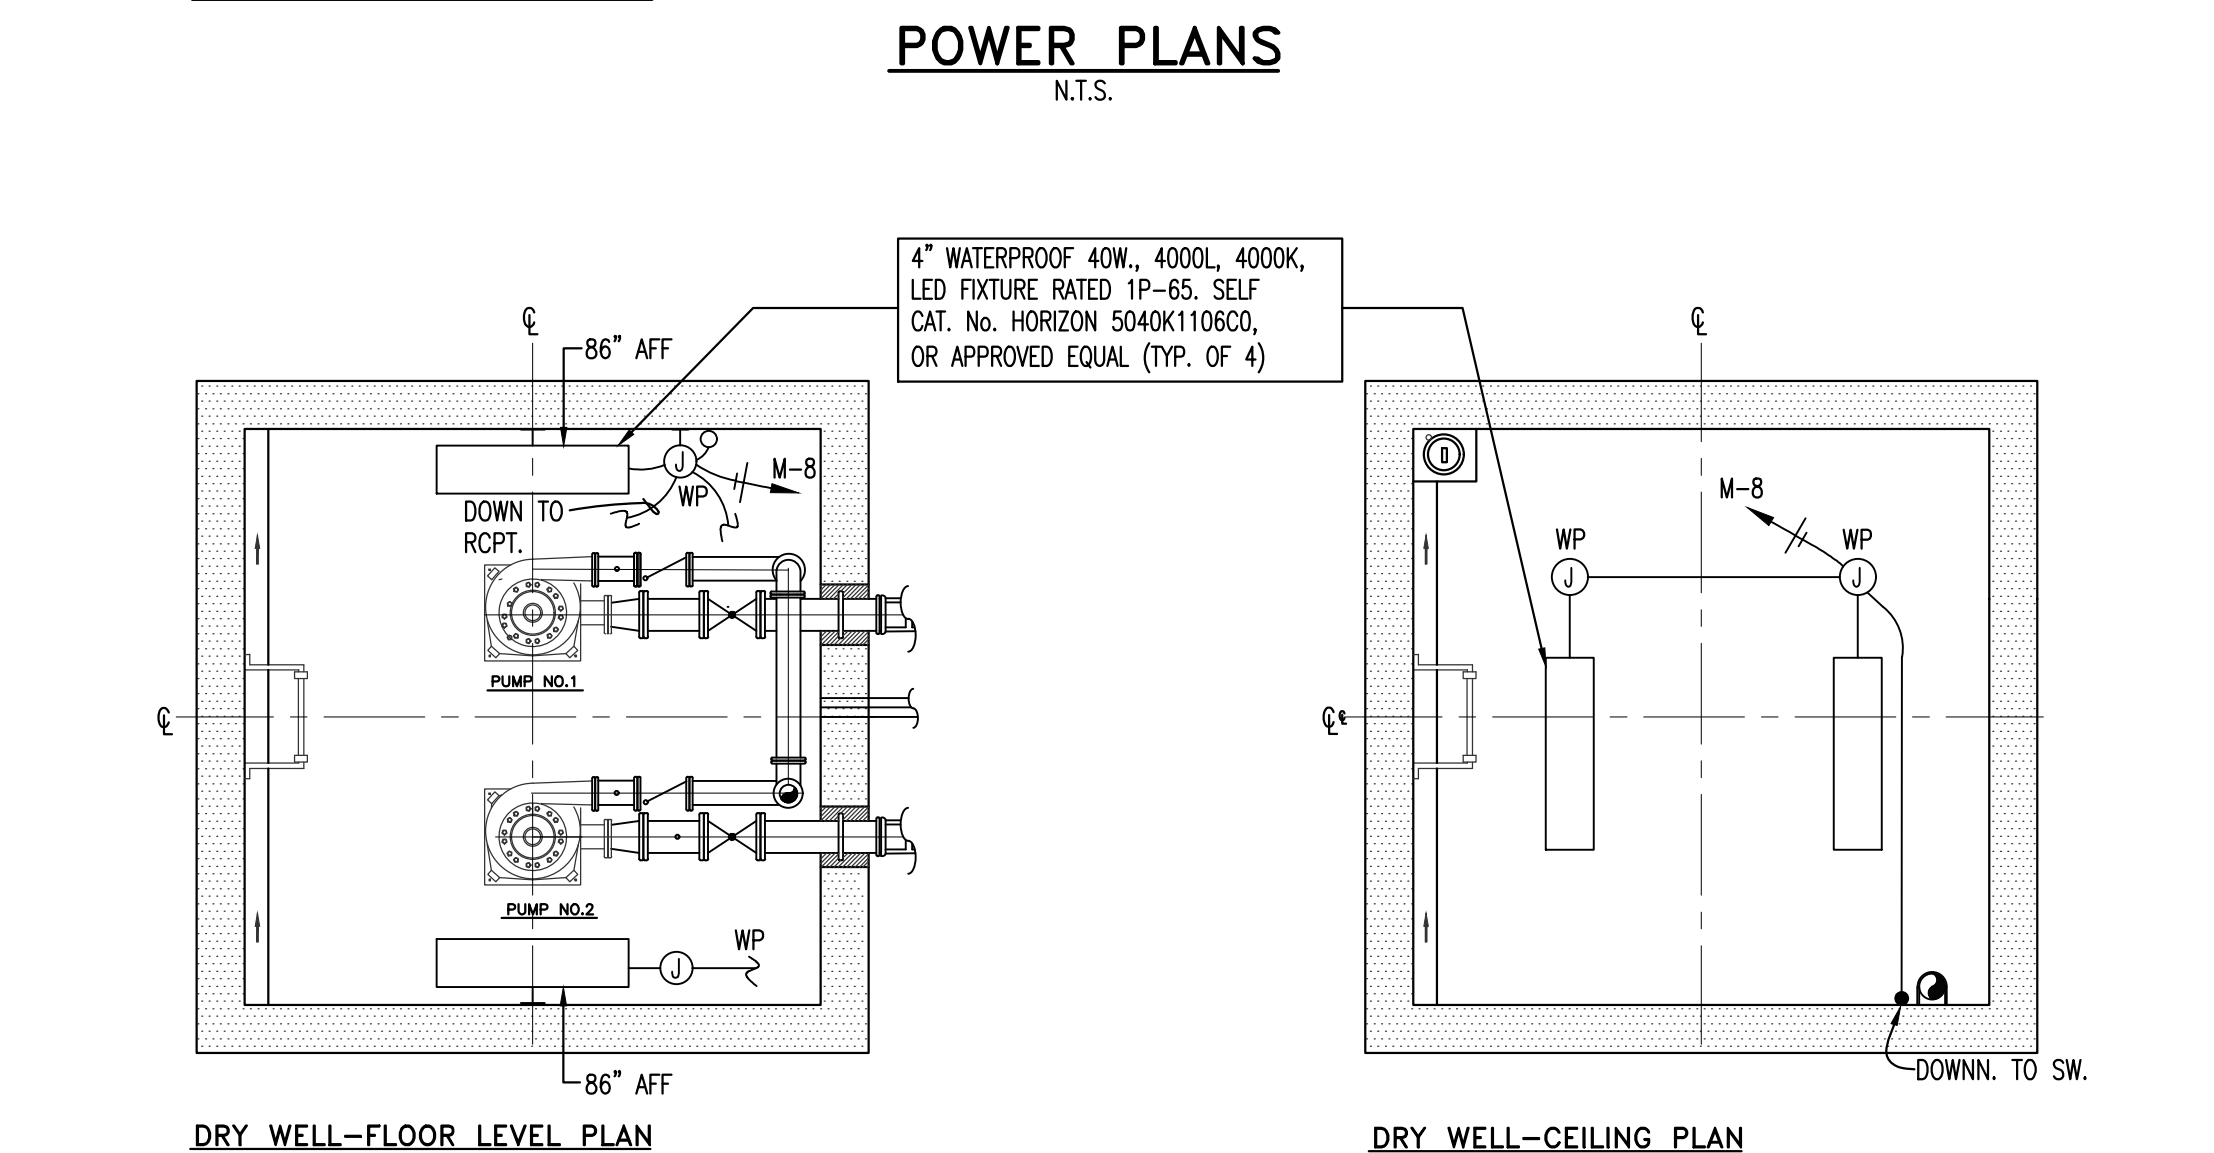 POWER PLANS
N.T.S.
4" WATERPROOF 40W., 4000L, 4000K,
LED FIXTURE RATED 1P-65. SELF
CAT. No. HORIZON 5040K1106C0,
OR APPROVED EQUAL (TYP. OF 4)
℄
86" AFF
J
M-8
WP
DOWN TO
RCPT.
PUMP NO.1
℄
PUMP NO.2
WP
J
86" AFF
DRY WELL-FLOOR LEVEL PLAN
℄
M-8
WP
WP
J
J
℄
℄
DOWNN. TO SW.
DRY WELL-CEILING PLAN